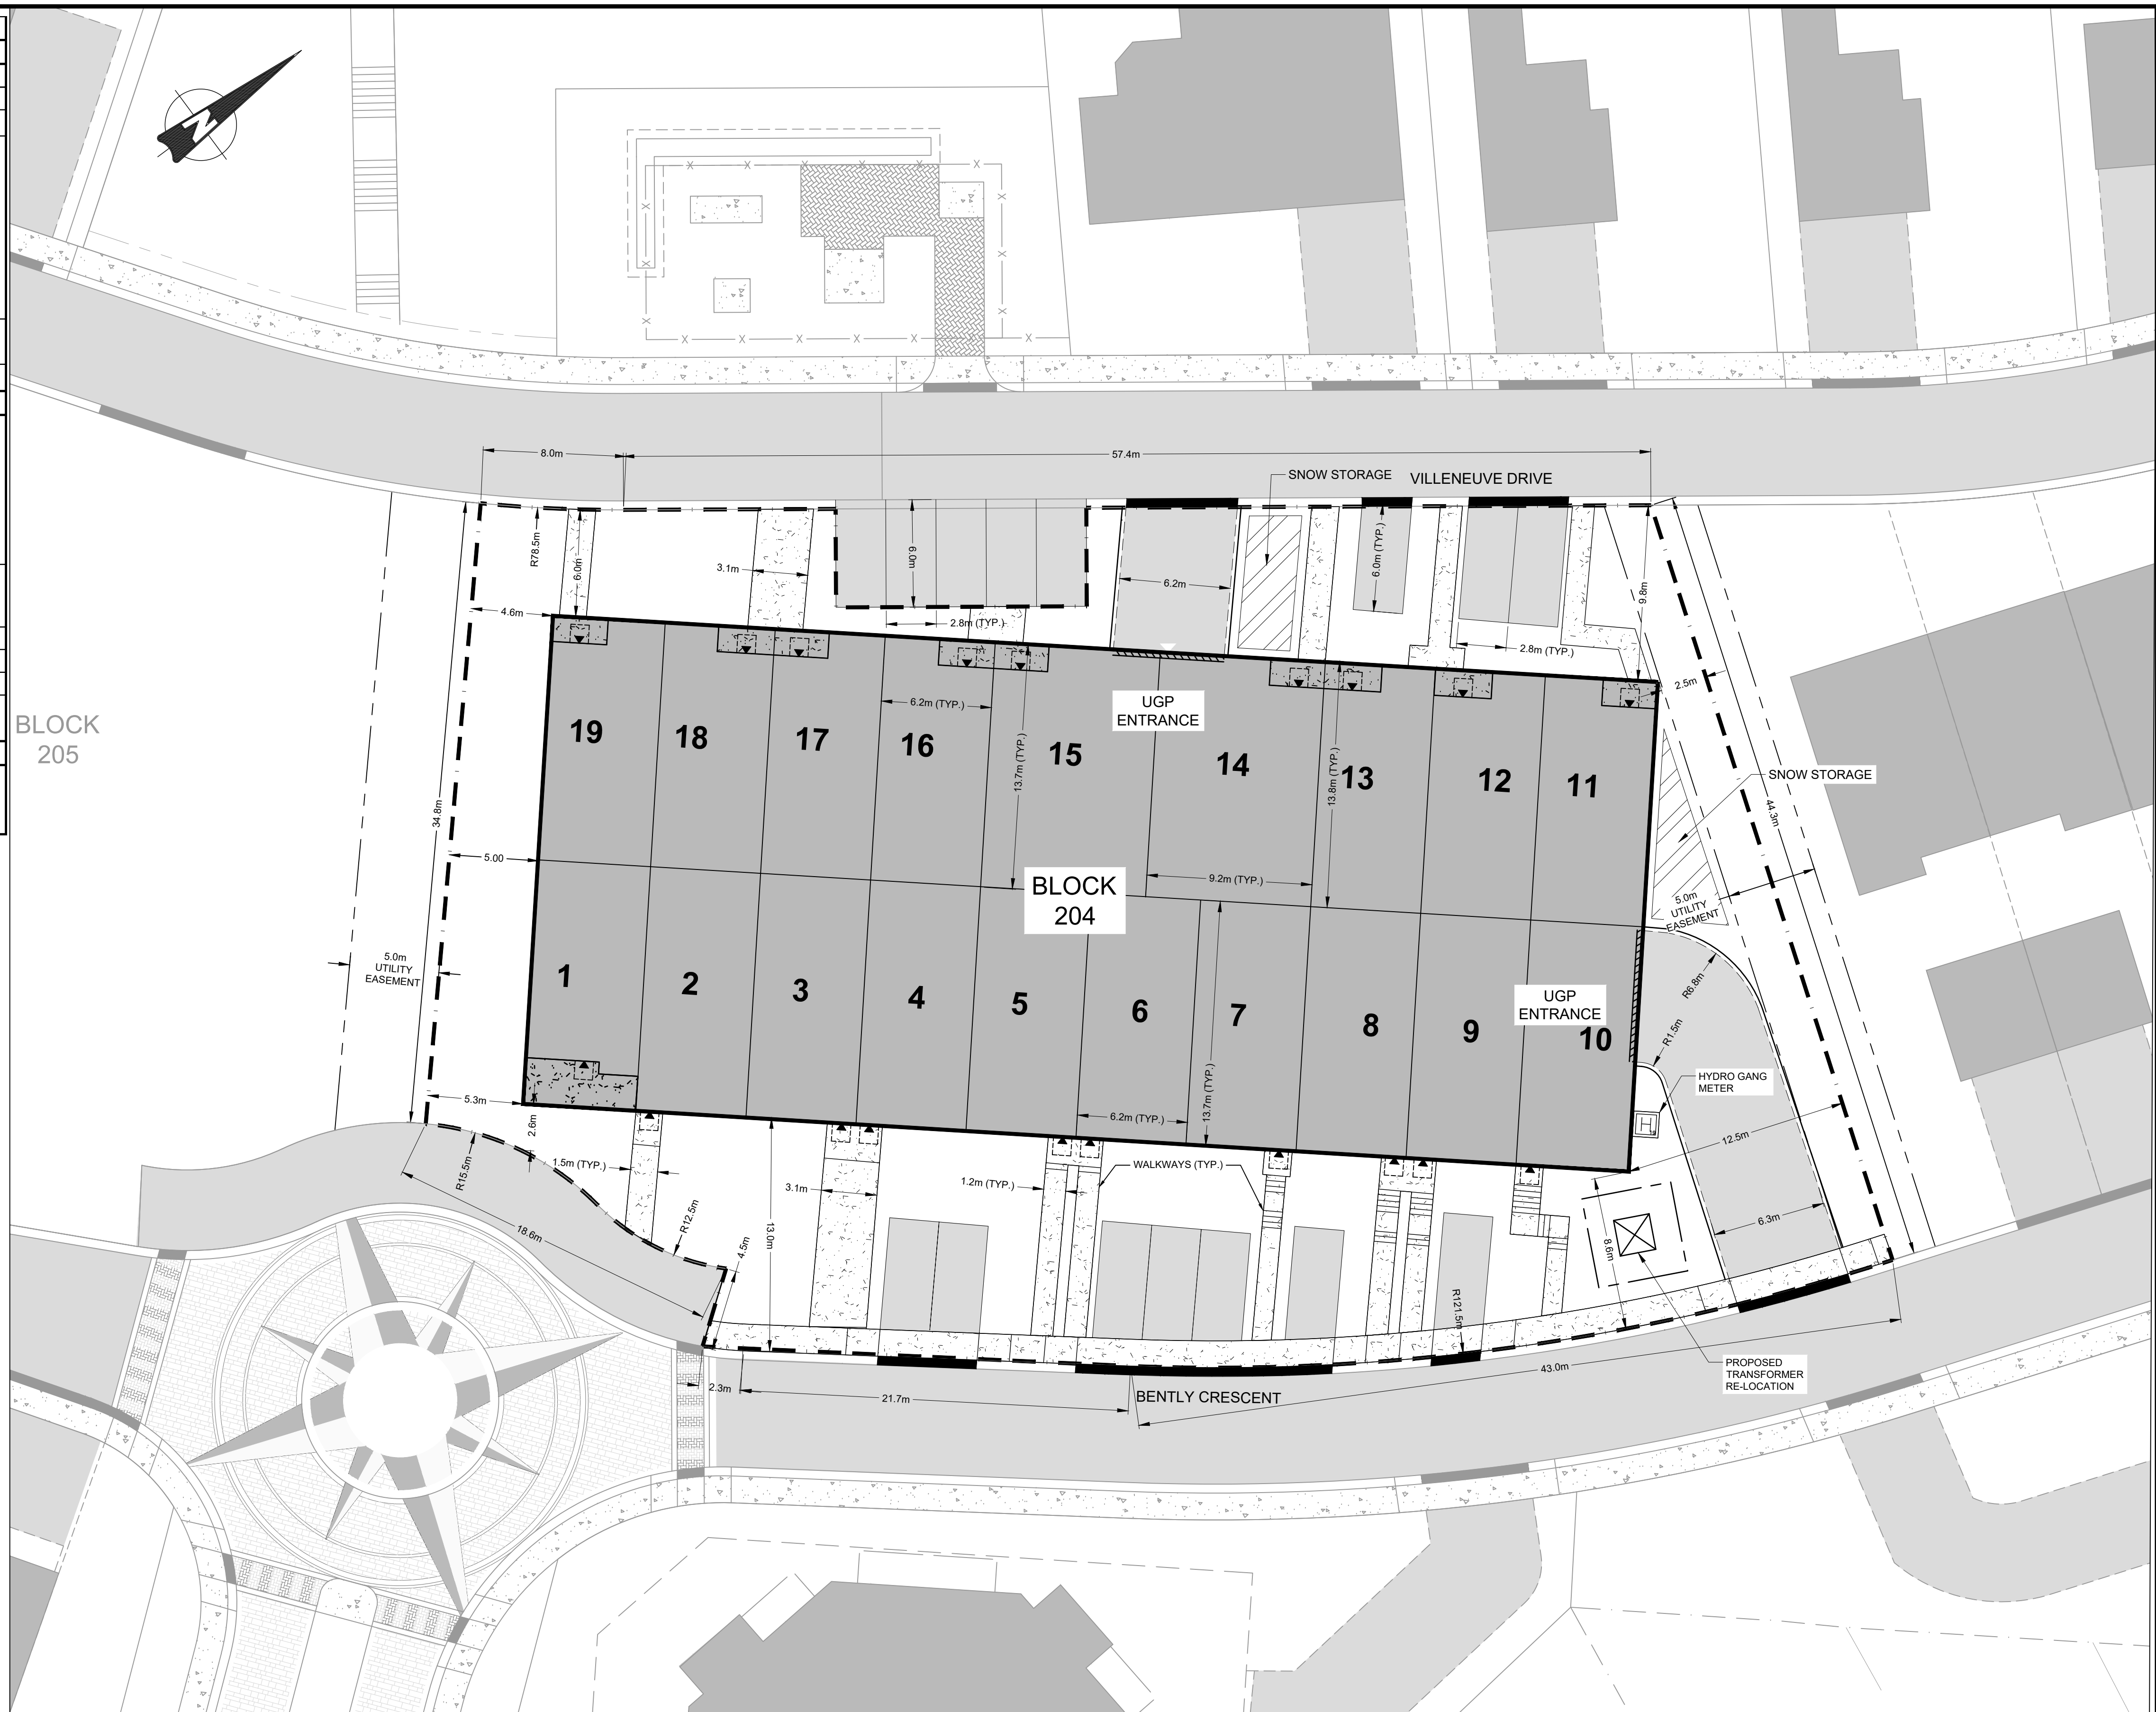 N
8.0m
57.4m
SNOW STORAGE
VILLENEUVE DRIVE
R78.5m
6.0m
3.1m
6.0m
6.2m
6.0m (TYP.)
9.8m
4.6m
2.8m (TYP.)
2.8m (TYP.)
2.5m
UGP
ENTRANCE
6.2m (TYP.)
BLOCK
205
19
18
17
16
15
14
13
12
11
13.7m (TYP.)
13.8m (TYP.)
SNOW STORAGE
34.8m
44.3m
5.00
9.2m (TYP.)
BLOCK
204
5.0m
UTILITY
EASEMENT
5.0m
UTILITY
EASEMENT
1
2
3
4
5
6
7
8
9
10
UGP
ENTRANCE
R6.8m
R1.5m
HYDRO GANG
METER
H
5.3m
2.6m
6.2m (TYP.)
13.7m (TYP.)
12.5m
R15.5m
1.5m (TYP.)
3.1m
1.2m (TYP.)
WALKWAYS (TYP.)
18.6m
R12.5m
4.5m
13.0m
8.6m
6.3m
R121.5m
2.3m
21.7m
BENTLY CRESCENT
43.0m
PROPOSED
TRANSFORMER
RE-LOCATION